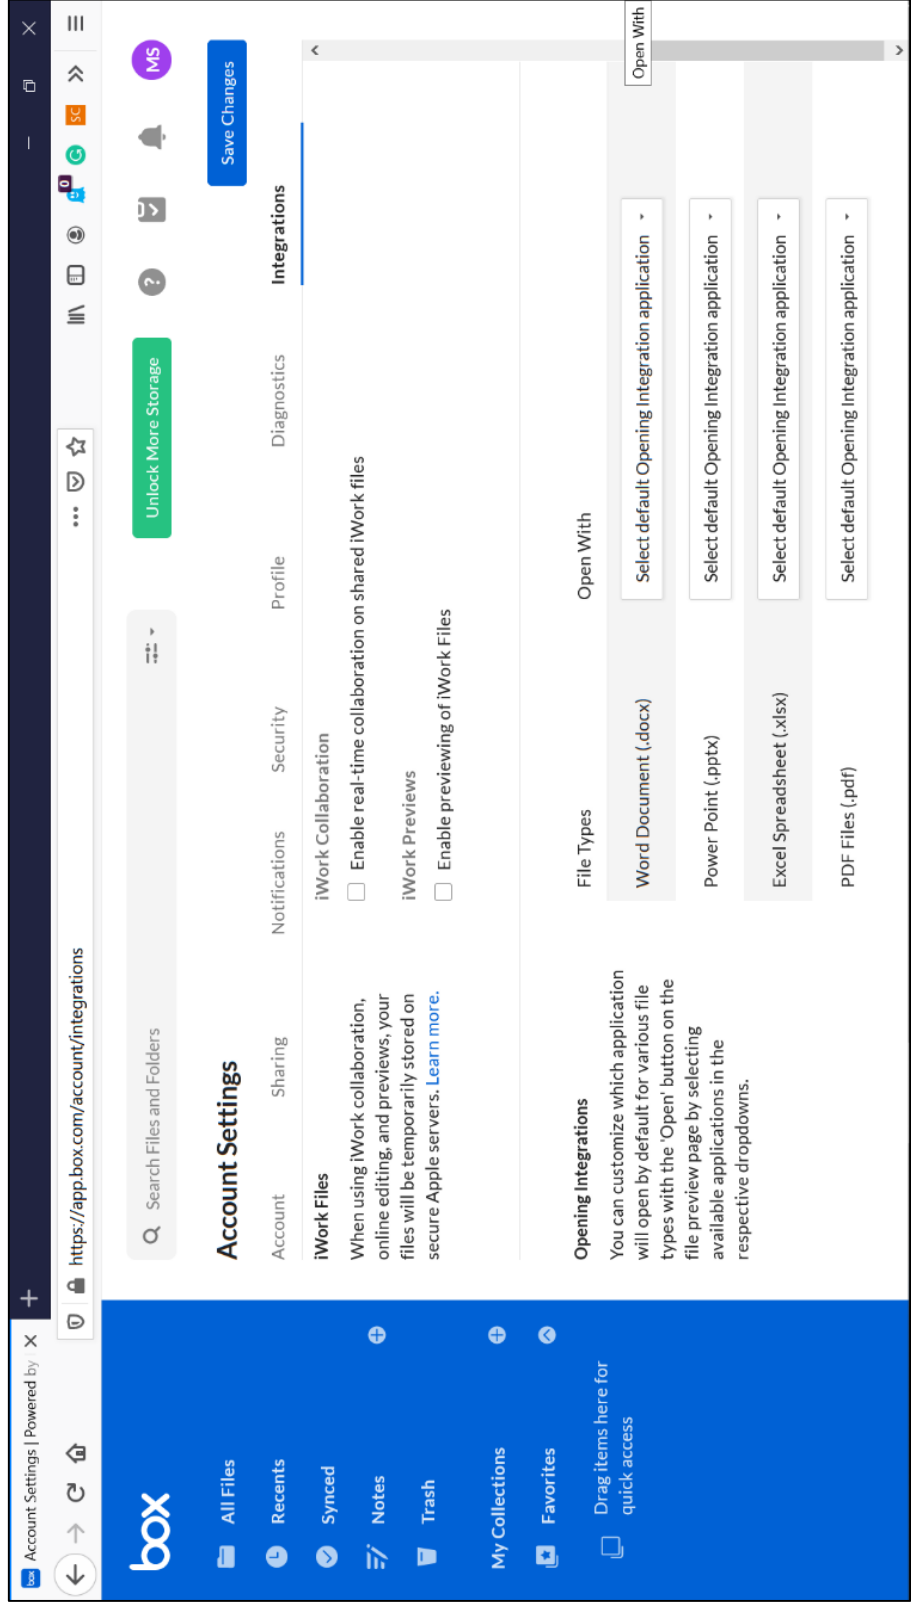 box Account Settings | Powered by
https://app.box.com/account/integrations
0
SC
box
Search Files and Folders
Unlock More Storage
?
MS
All Files
Recents
Synced
Notes
Trash
My Collections
Favorites
Drag items here for
quick access
Account Settings
Save Changes
Account
Sharing
Notifications
Security
Profile
Diagnostics
Integrations
iWork Files
When using iWork collaboration,
online editing, and previews, your
files will be temporarily stored on
secure Apple servers. Learn more.
iWork Collaboration
Enable real-time collaboration on shared iWork files
iWork Previews
Enable previewing of iWork Files
Opening Integrations
You can customize which application
will open by default for various file
types with the 'Open' button on the
file preview page by selecting
available applications in the
respective dropdowns.
File Types Open With
Word Document (.docx) Select default Opening Integration application
Open With
Power Point (.pptx) Select default Opening Integration application
Excel Spreadsheet (.xlsx) Select default Opening Integration application
PDF Files (.pdf) Select default Opening Integration application